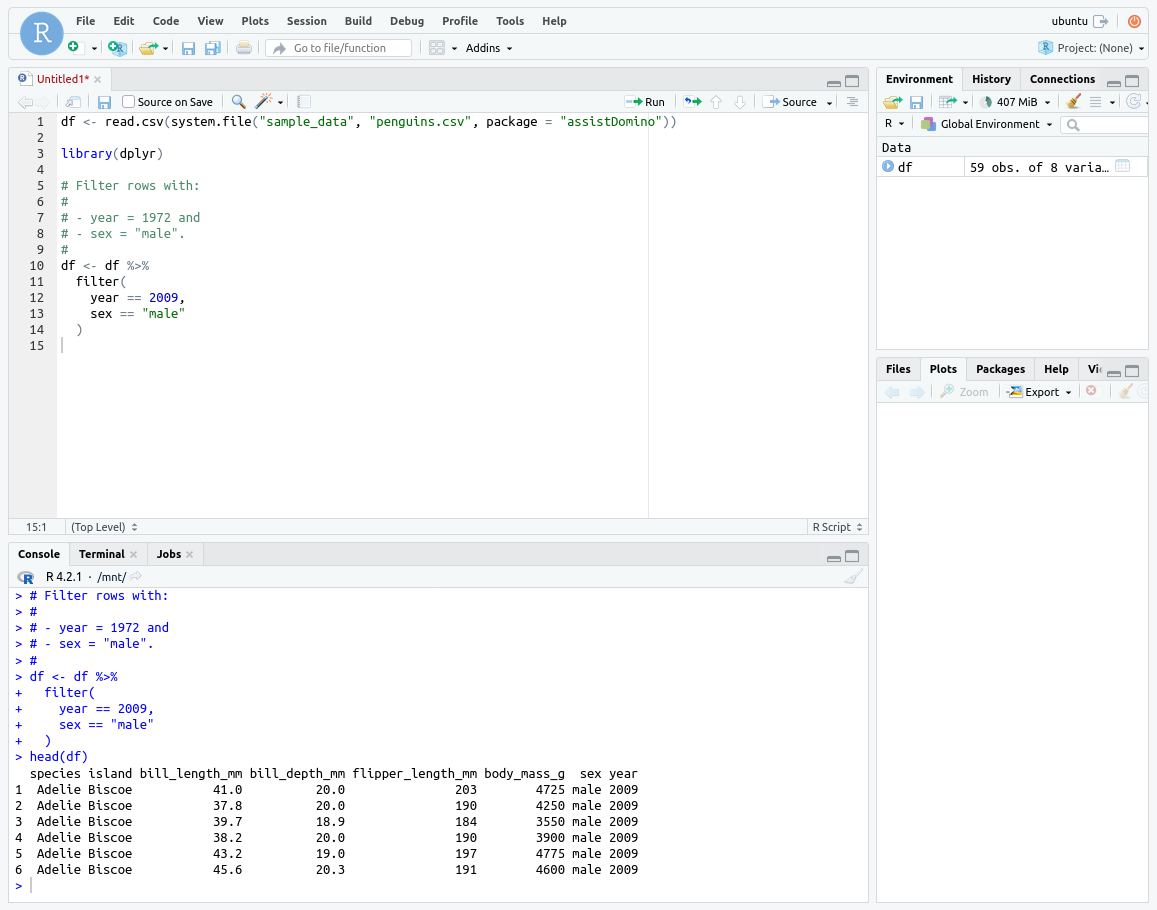 R File Edit Code View Plots Session Build Debug Profile Tools Help ubuntu
R Go to file/function Addins R Project: (None)
Untitled1*
Source on Save Run Source
1 df <- read.csv(system.file("sample_data", "penguins.csv", package = "assistDomino"))
2
3 library(dplyr)
4
5 # Filter rows with:
6 #
7 # - year = 1972 and
8 # - sex = "male".
9 #
10 df <- df %>%
11 filter(
12 year == 2009,
13 sex == "male"
14 )
15
15:1 (Top Level) R Script
Console Terminal Jobs
R R 4.2.1 · /mnt/
> # Filter rows with:
> #
> # - year = 1972 and
> # - sex = "male".
> #
> df <- df %>%
+ filter(
+ year == 2009,
+ sex == "male"
+ )
> head(df)
species island bill_length_mm bill_depth_mm flipper_length_mm body_mass_g sex year
1 Adelie Biscoe 41.0 20.0 203 4725 male 2009
2 Adelie Biscoe 37.8 20.0 190 4250 male 2009
3 Adelie Biscoe 39.7 18.9 184 3550 male 2009
4 Adelie Biscoe 38.2 20.0 190 3900 male 2009
5 Adelie Biscoe 43.2 19.0 197 4775 male 2009
6 Adelie Biscoe 45.6 20.3 191 4600 male 2009
>
Environment History Connections
407 MiB
R Global Environment
Data
df 59 obs. of 8 varia…
Files Plots Packages Help Vi
Zoom Export